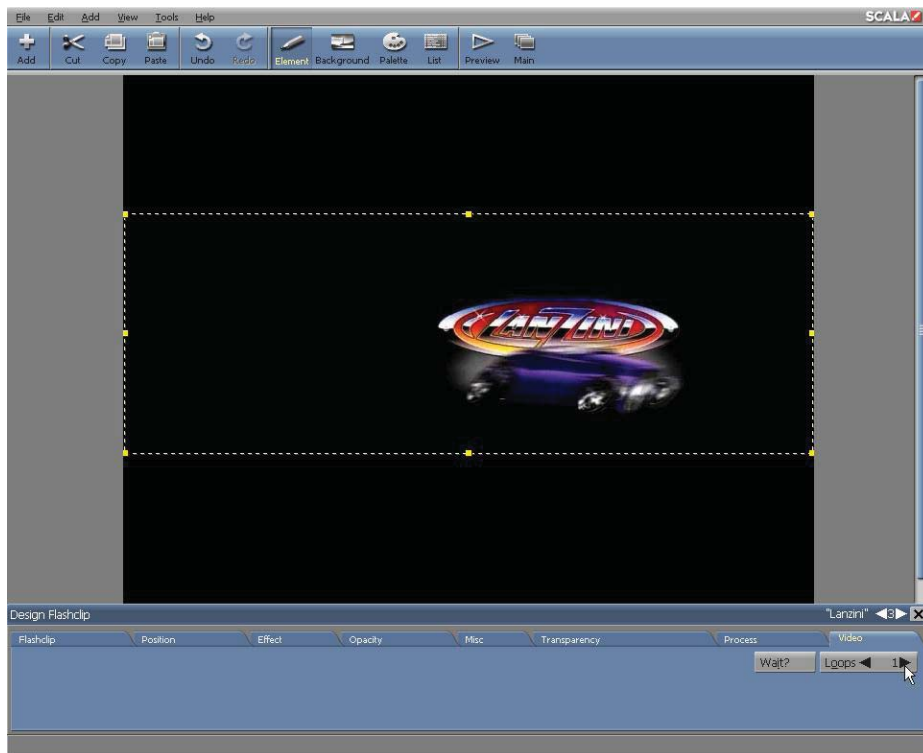 File Edit Add View Tools Help SCALA
Add Cut Copy Paste Undo Redo Element Background Palette List Preview Main
LANZINI
Design Flashclip "Lanzini" 3
Flashclip Position Effect Opacity Misc Transparency Process Video
Wait? Loops 1